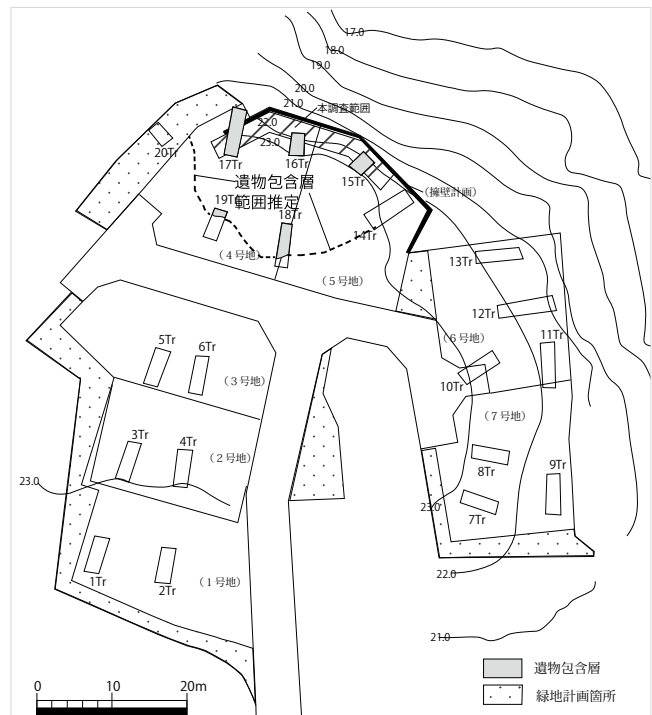 17.0
18.0
19.0
20.0
21.0
本調査範囲
22.0
23.0
20Tr
17Tr
16Tr
15Tr
遺物包含層
範囲推定
(擁壁計画)
19Tr
18Tr
14Tr
(4号地)
(5号地)
13Tr
12Tr
11Tr
(6号地)
10Tr
5Tr
6Tr
(3号地)
(7号地)
3Tr
4Tr
(2号地)
8Tr
9Tr
23.0
23.0
7Tr
1Tr
2Tr
(1号地)
22.0
21.0
遺物包含層
緑地計画箇所
0 10 20m